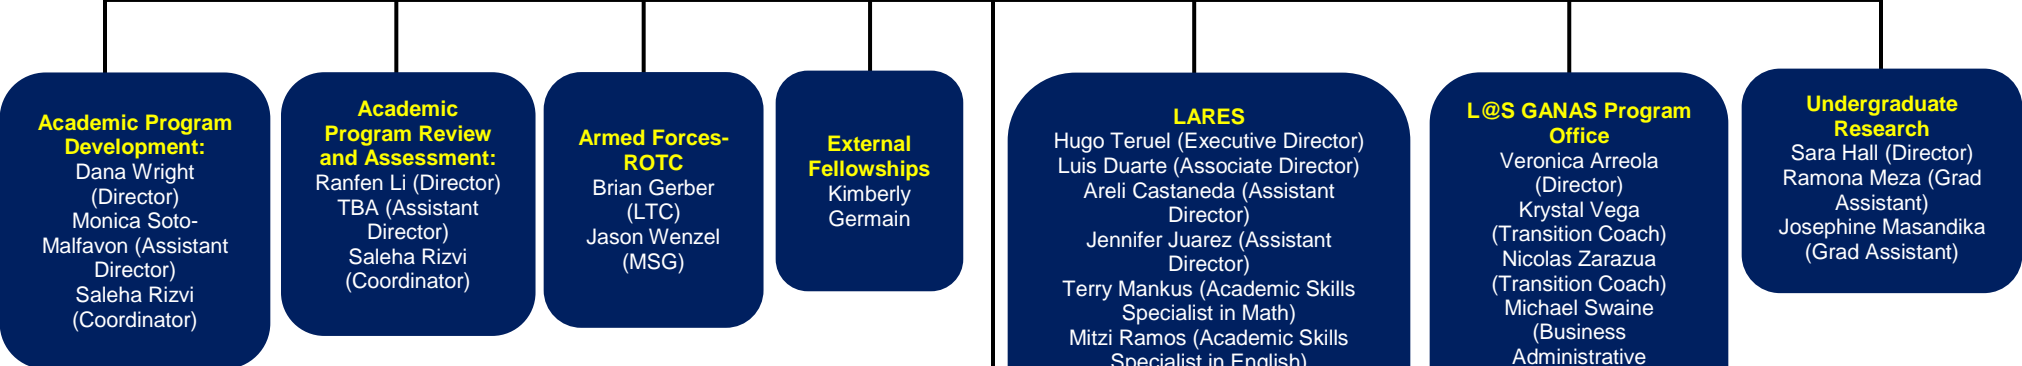 Academic Program
Development:
Dana Wright
(Director)
Monica Soto-
Malfavon (Assistant
Director)
Saleha Rizvi
(Coordinator)
Academic
Program Review
and Assessment:
Ranfen Li (Director)
TBA (Assistant
Director)
Saleha Rizvi
(Coordinator)
Armed Forces-
ROTC
Brian Gerber
(LTC)
Jason Wenzel
(MSG)
External
Fellowships
Kimberly
Germain
LARES
Hugo Teruel (Executive Director)
Luis Duarte (Associate Director)
Areli Castaneda (Assistant
Director)
Jennifer Juarez (Assistant
Director)
Terry Mankus (Academic Skills
Specialist in Math)
Mitzi Ramos (Academic Skills
Specialist in English)
L@S GANAS Program
Office
Veronica Arreola
(Director)
Krystal Vega
(Transition Coach)
Nicolas Zarazua
(Transition Coach)
Michael Swaine
(Business
Administrative
Undergraduate
Research
Sara Hall (Director)
Ramona Meza (Grad
Assistant)
Josephine Masandika
(Grad Assistant)